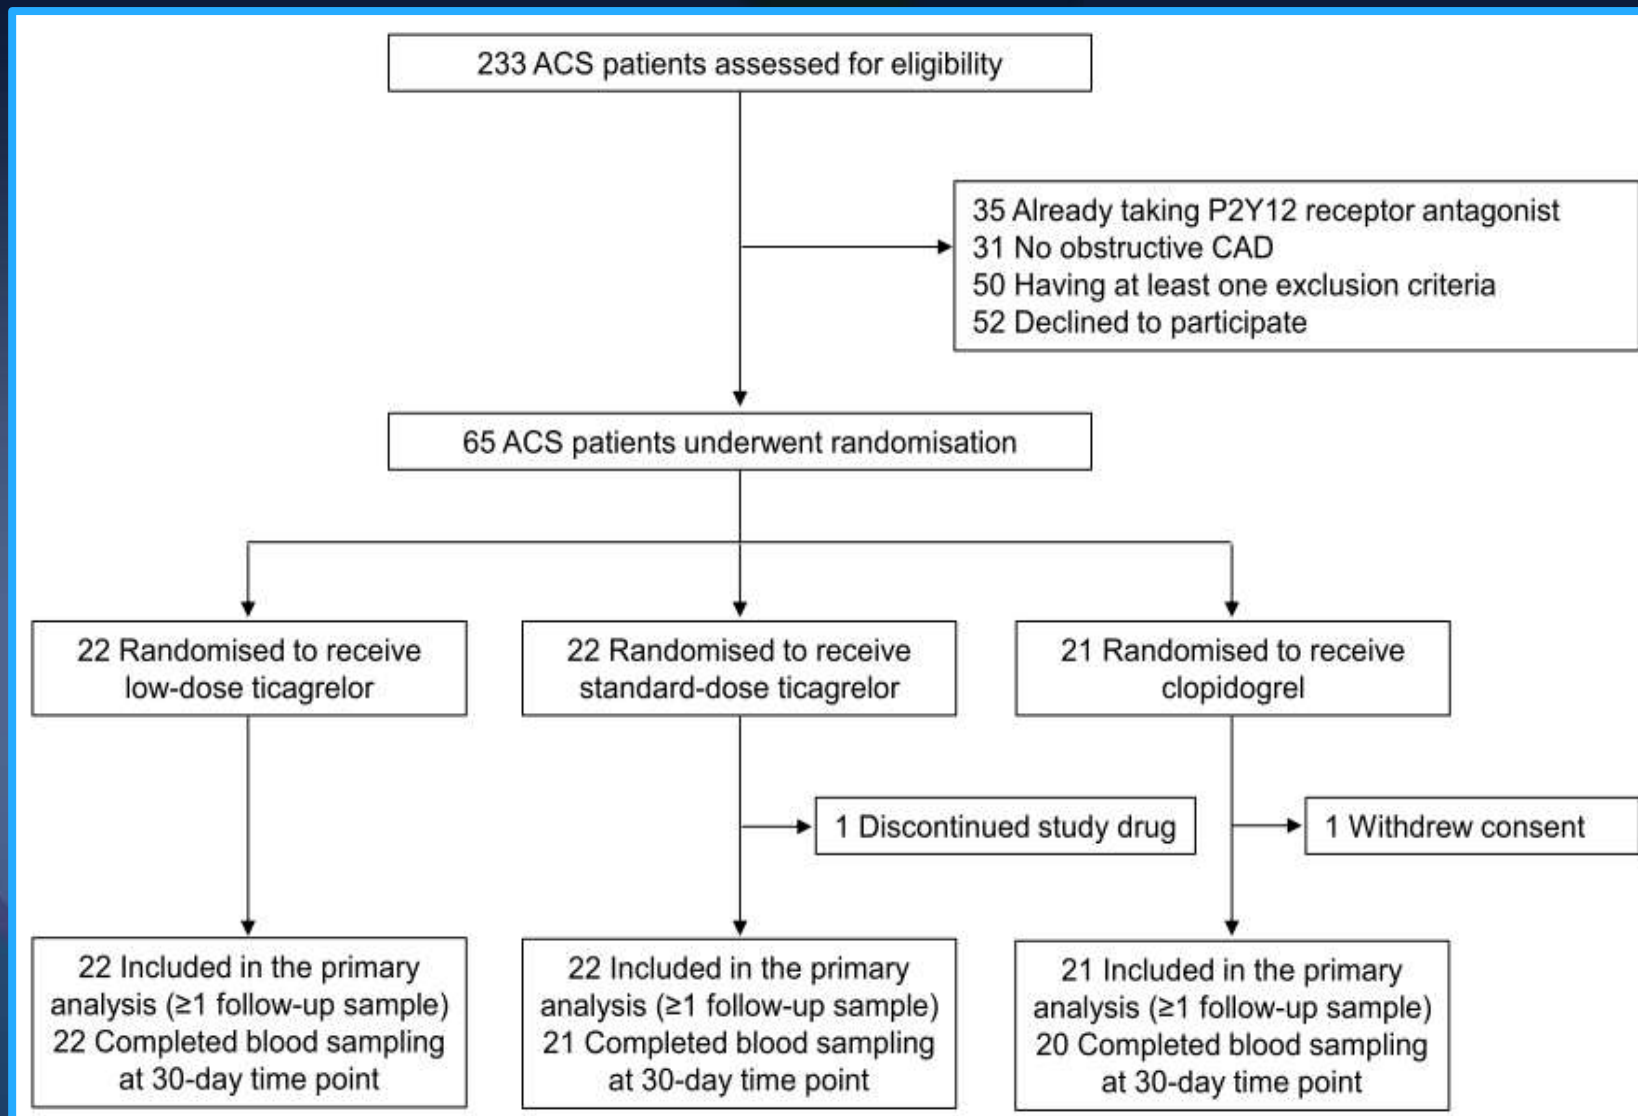 233 ACS patients assessed for eligibility
35 Already taking P2Y12 receptor antagonist
31 No obstructive CAD
50 Having at least one exclusion criteria
52 Declined to participate
65 ACS patients underwent randomisation
22 Randomised to receive
low-dose ticagrelor
22 Randomised to receive
standard-dose ticagrelor
21 Randomised to receive
clopidogrel
1 Discontinued study drug
1 Withdrew consent
22 Included in the primary
analysis (≥1 follow-up sample)
22 Completed blood sampling
at 30-day time point
22 Included in the primary
analysis (≥1 follow-up sample)
21 Completed blood sampling
at 30-day time point
21 Included in the primary
analysis (≥1 follow-up sample)
20 Completed blood sampling
at 30-day time point